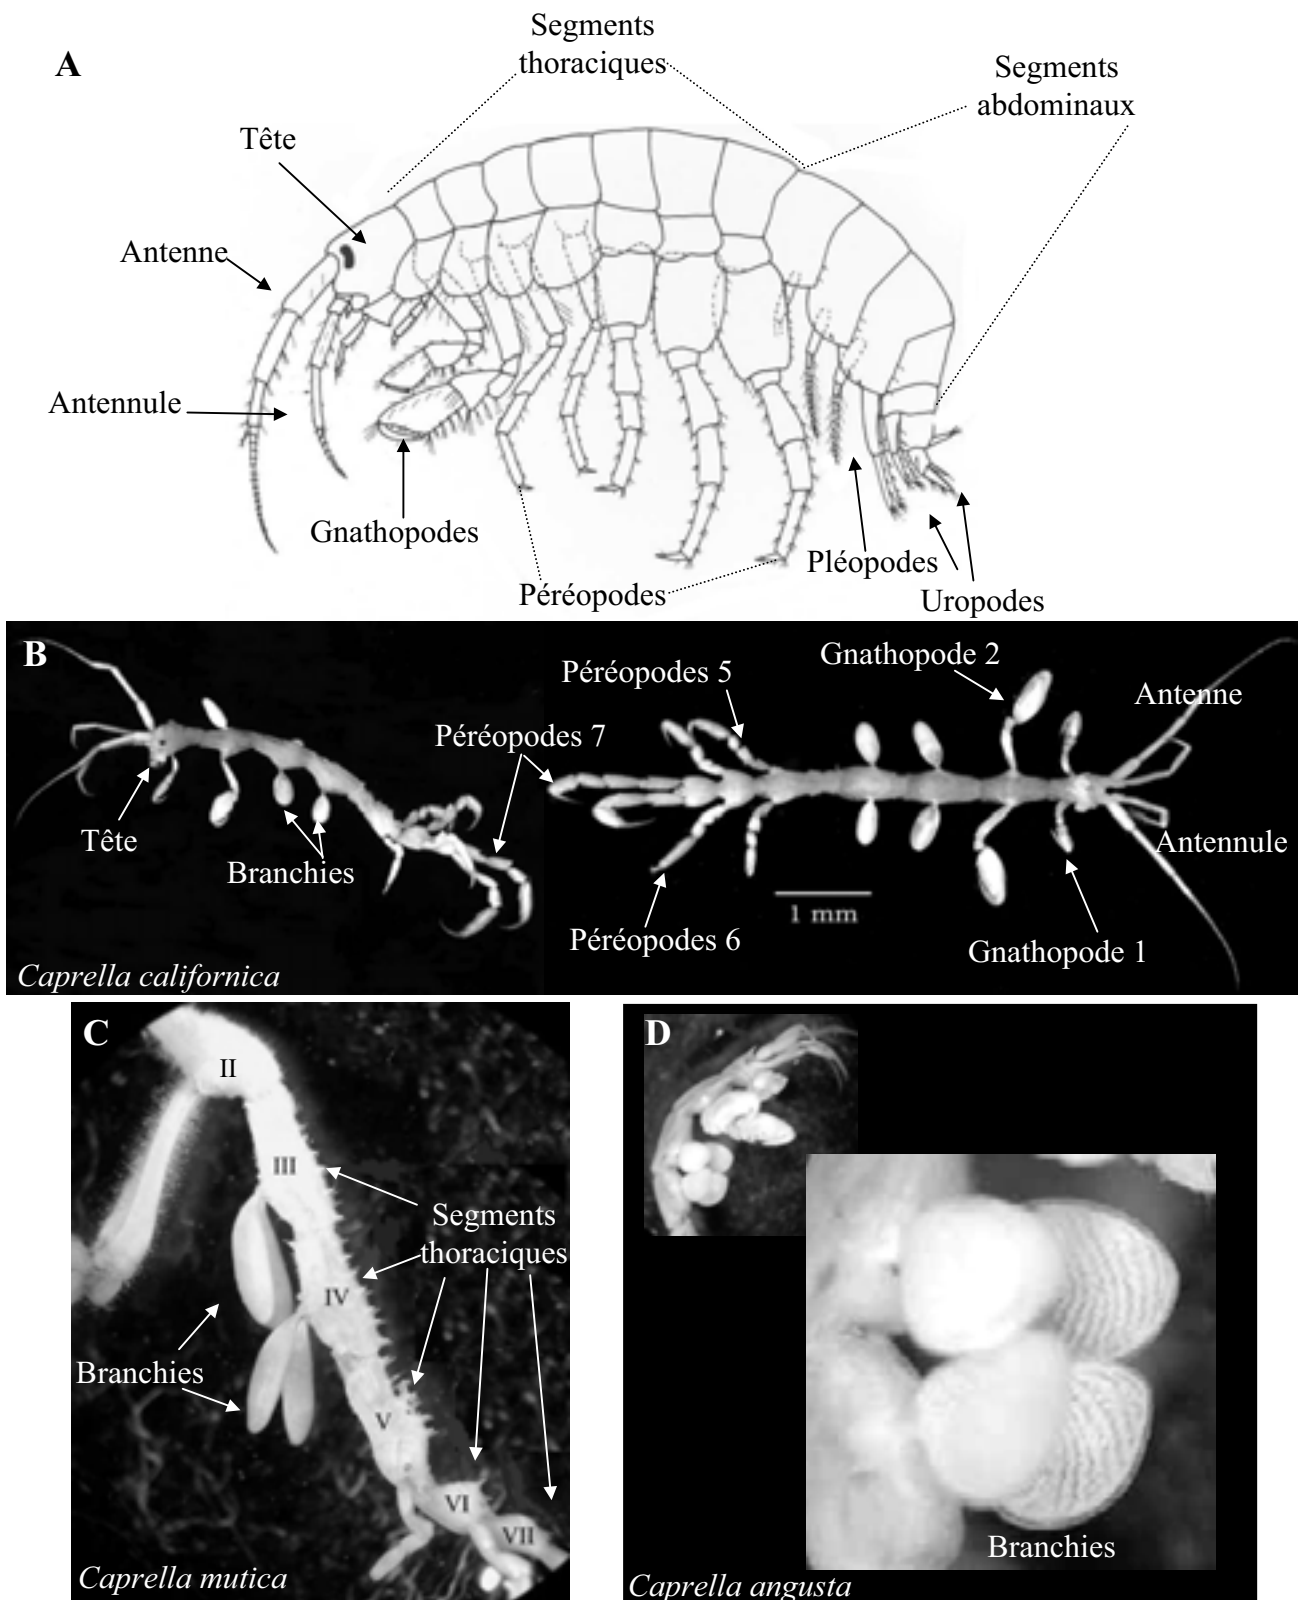 Segments
thoraciques
A
Segments
abdominaux
Tête
Antenne
Antennule
Gnathopodes
Péréopodes
Pléopodes
Uropodes
B
Péréopodes 7
Tête
Branchies
Caprella californica
Péréopodes 5
Gnathopode 2
Antenne
Antennule
1 mm
Péréopodes 6
Gnathopode 1
C
II
III
Segments
thoraciques
IV
Branchies
V
VI
VII
Caprella mutica
D
Branchies
Caprella angusta